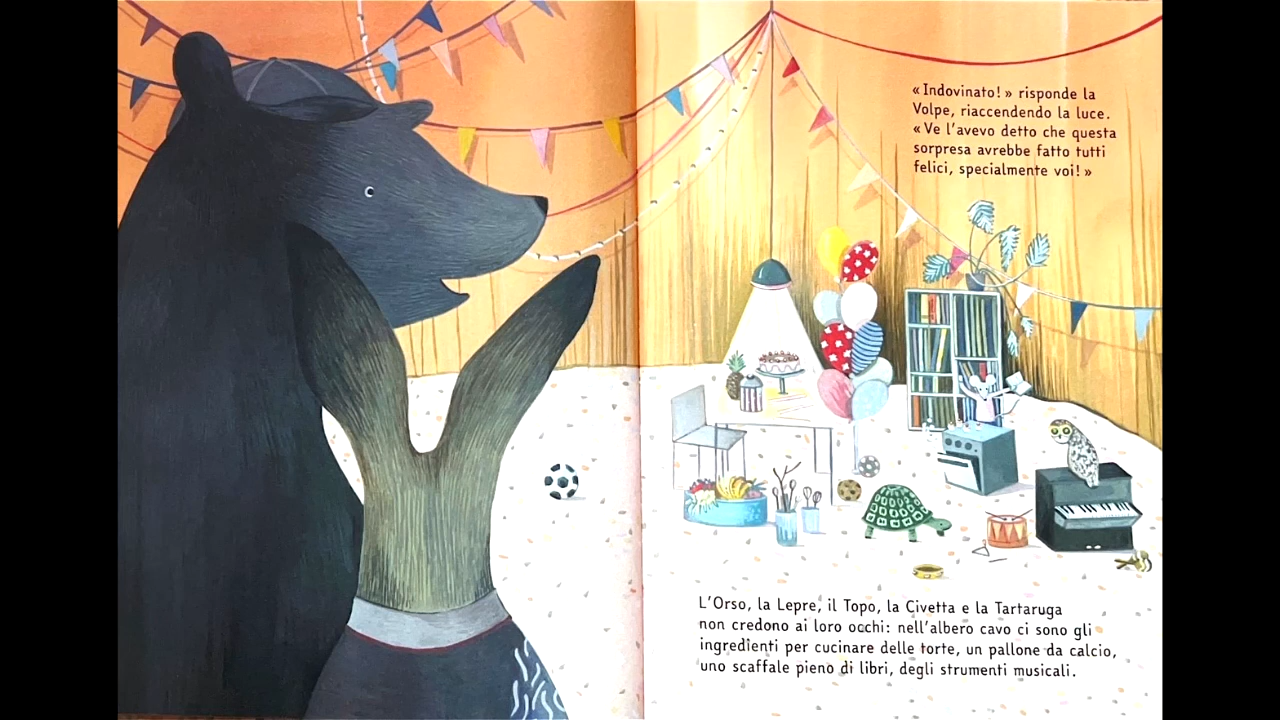 « Indovinato! » risponde la
Volpe, riaccendendo la luce.
« Ve l'avevo detto che questa
sorpresa avrebbe fatto tutti
felici, specialmente voi! »
L'Orso, la Lepre, il Topo, la Civetta e la Tartaruga
non credono ai loro occhi: nell'albero cavo ci sono gli
ingredienti per cucinare delle torte, un pallone da calcio,
uno scaffale pieno di libri, degli strumenti musicali.